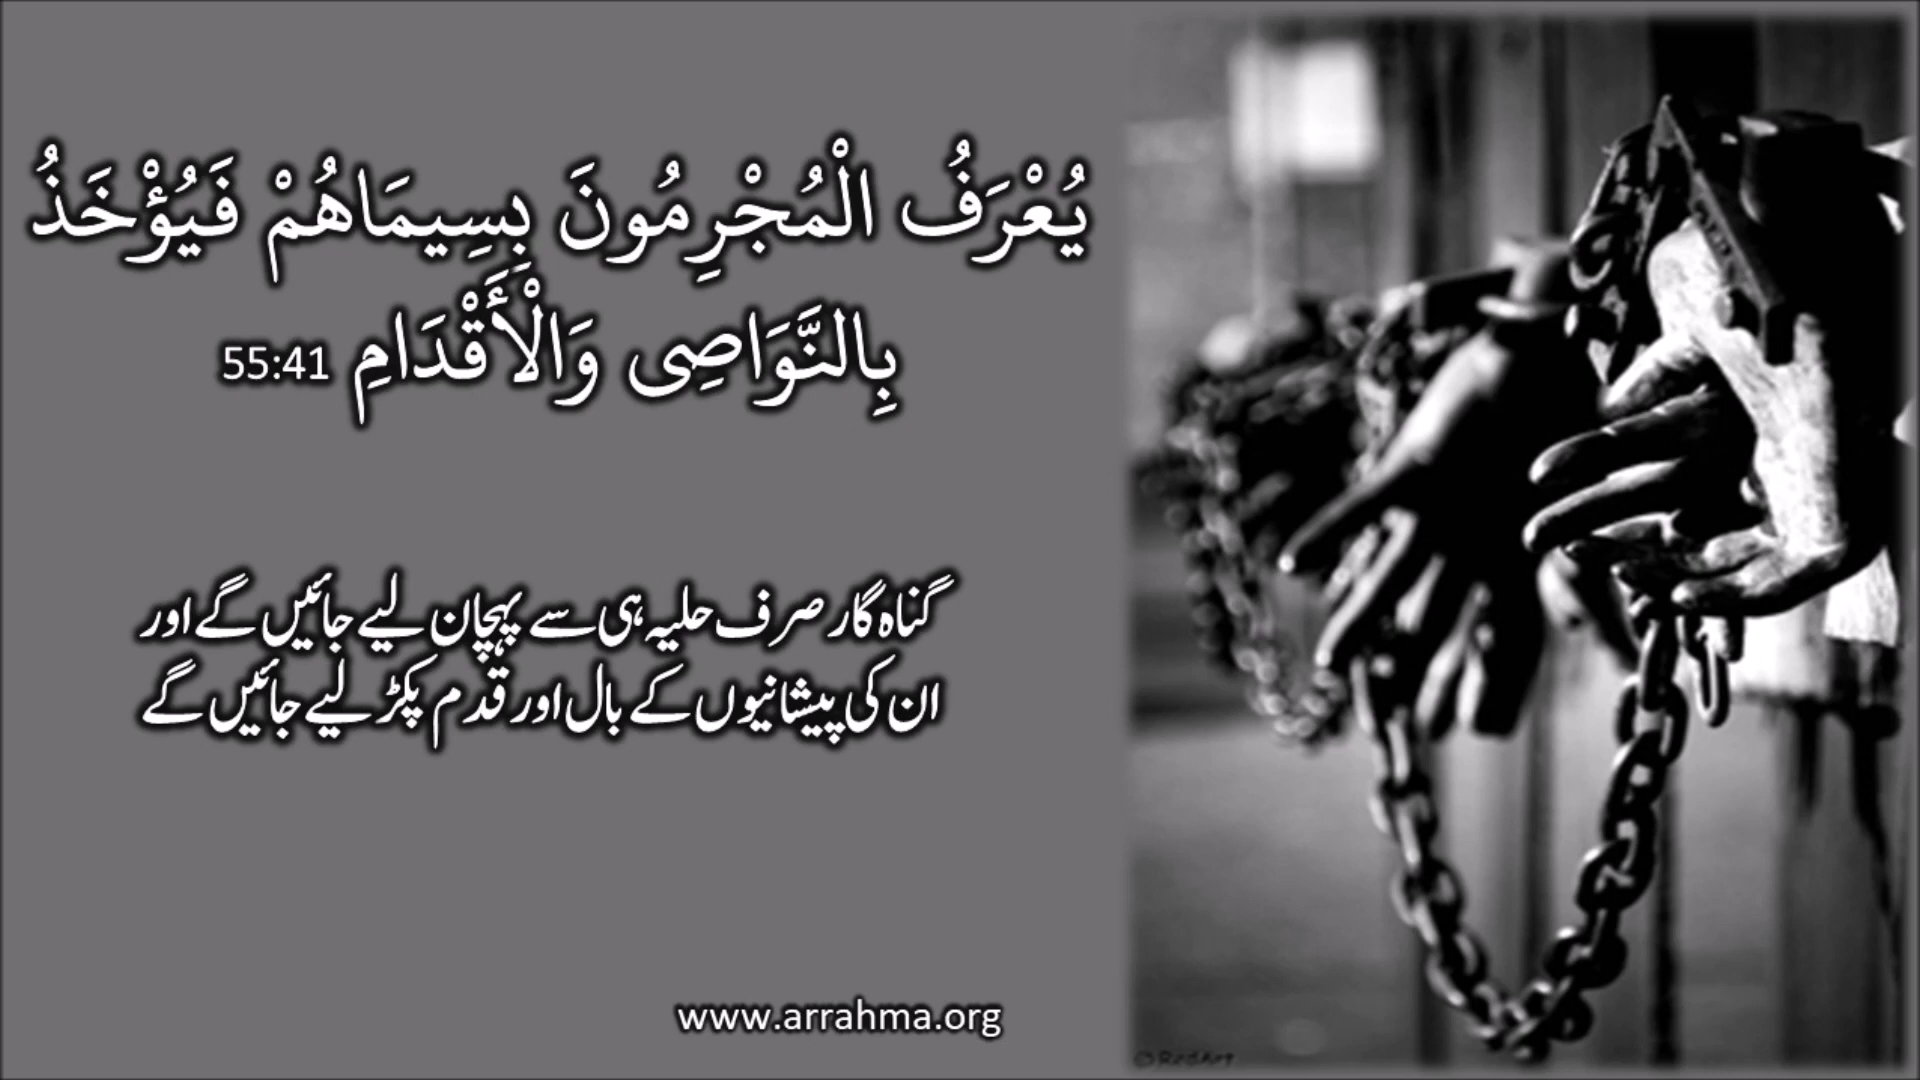 يُعْرَفُ الْمُجْرِمُونَ بِسِيمَاهُمْ فَيُؤْخَذُ
بِالنَّوَاصِى وَالْأَقْدَامِ 55:41
گناہ گار صرف حلیہ ہی سے پہچان لیے جائیں گے اور
ان کی پیشانیوں کے بال اور قدم پکڑ لیے جائیں گے
www.arrahma.org
©RedArt